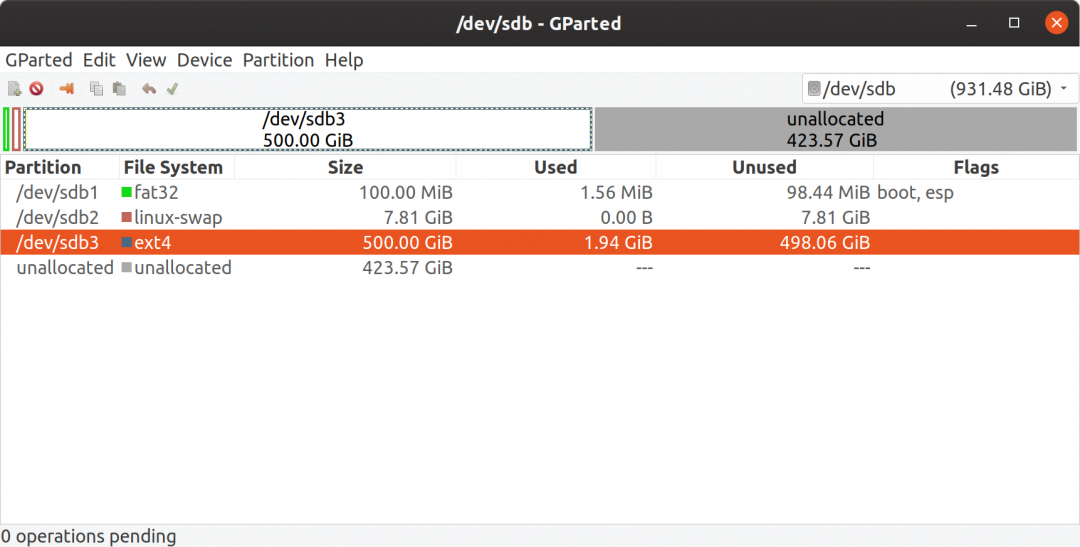 /dev/sdb - GParted
GParted Edit View Device Partition Help
/dev/sdb (931.48 GiB)
/dev/sdb3 unallocated
500.00 GiB 423.57 GiB
Partition File System Size Used Unused Flags
/dev/sdb1 fat32 100.00 MiB 1.56 MiB 98.44 MiB boot, esp
/dev/sdb2 linux-swap 7.81 GiB 0.00 B 7.81 GiB
/dev/sdb3 ext4 500.00 GiB 1.94 GiB 498.06 GiB
unallocated unallocated 423.57 GiB --- ---
0 operations pending